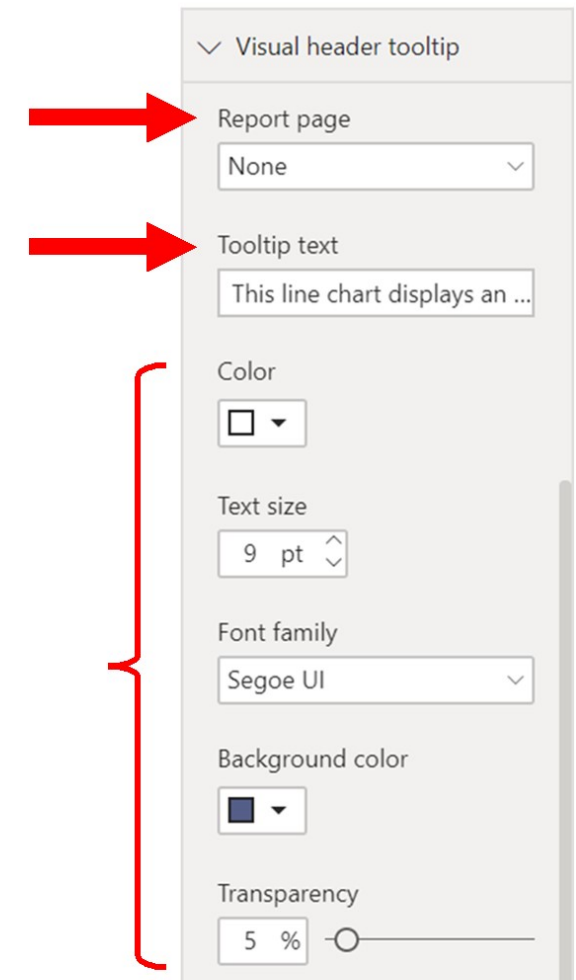 Visual header tooltip
Report page
None
Tooltip text
This line chart displays an ...
Color
Text size
9 pt
Font family
Segoe UI
Background color
Transparency
5 %